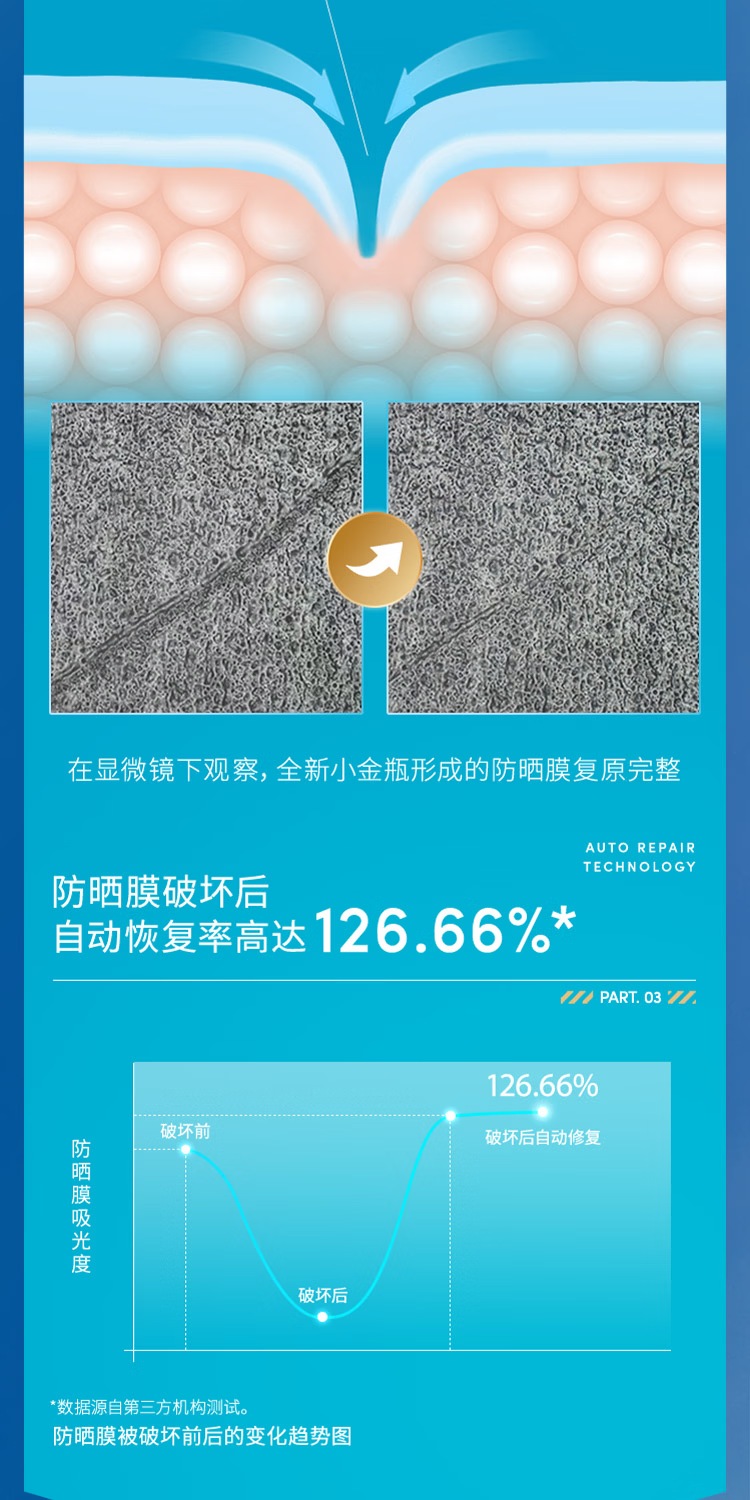 在显微镜下观察，全新小金瓶形成的防晒膜复原完整
AUTO REPAIR
TECHNOLOGY
防晒膜破坏后
自动恢复率高达126.66%*
PART. 03
126.66%
破坏前
破坏后自动修复
防晒膜吸光度
破坏后
*数据源自第三方机构测试。
防晒膜被破坏前后的变化趋势图